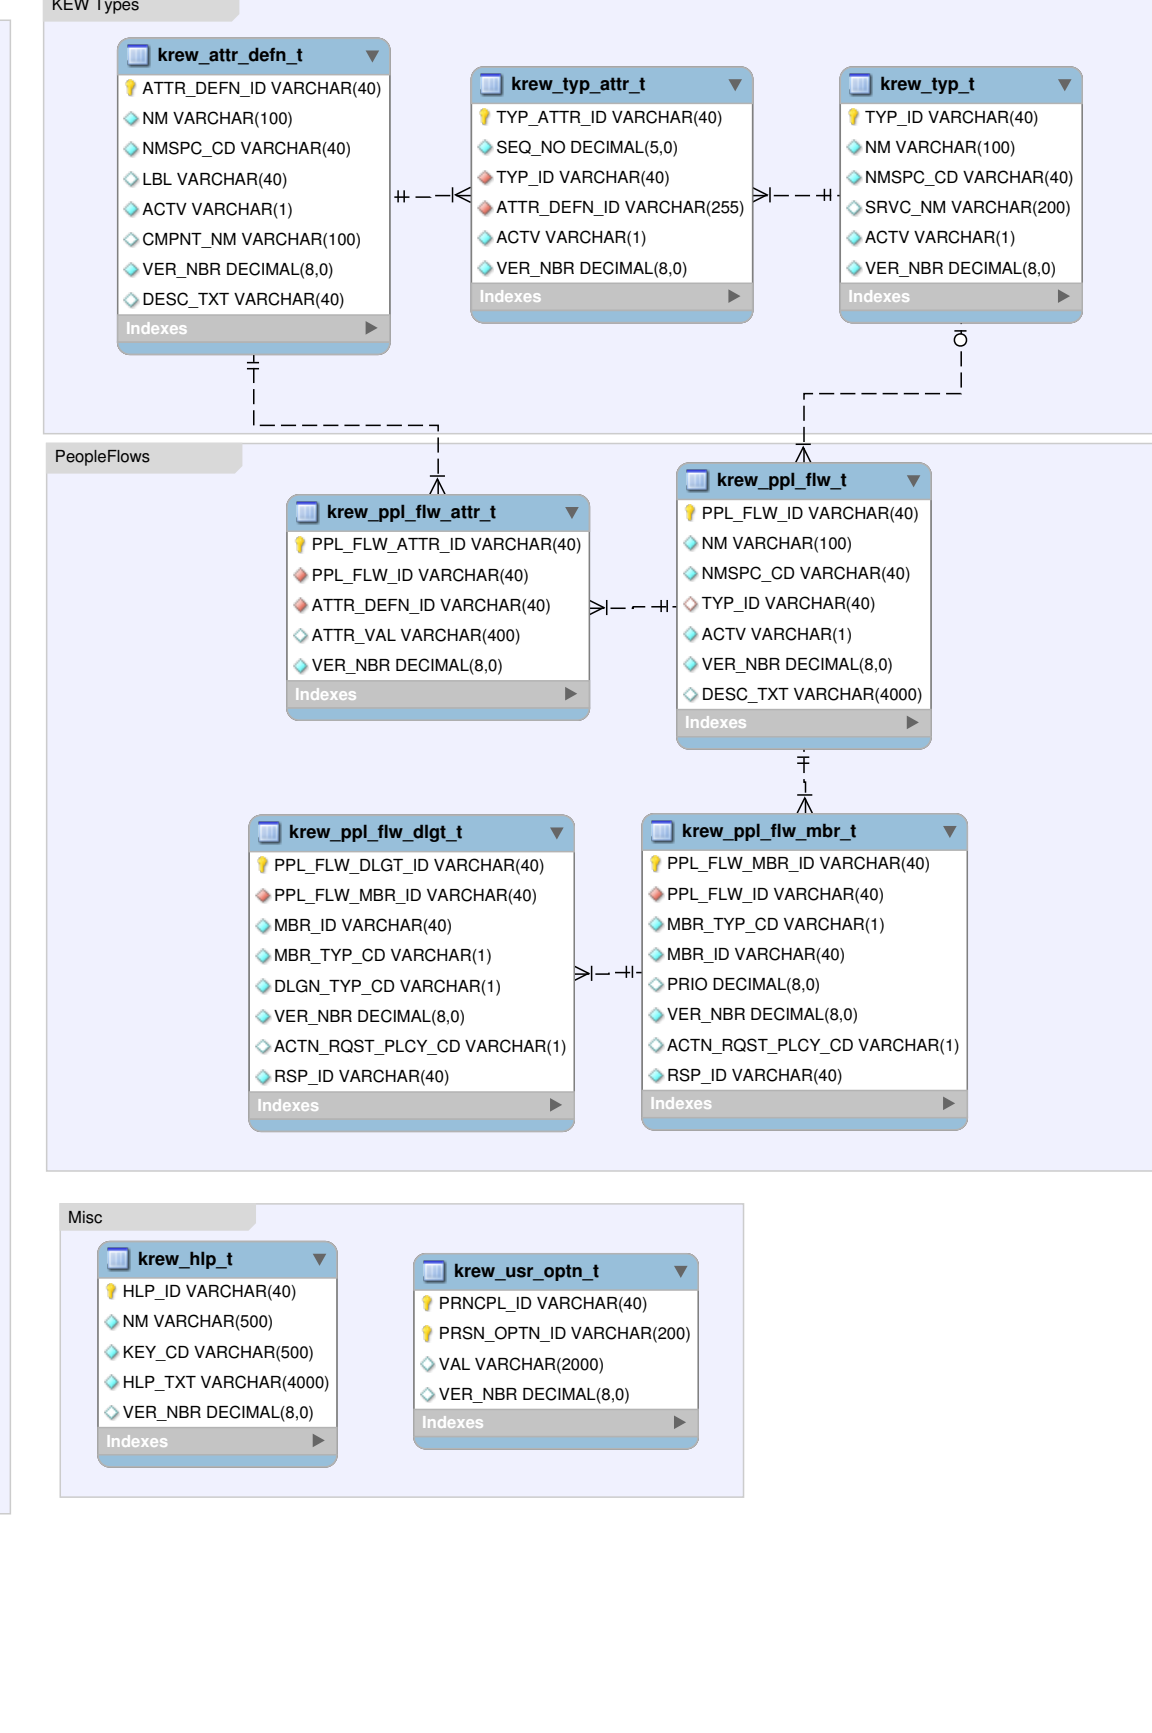 KEW Types
krew_attr_defn_t
ATTR_DEFN_ID VARCHAR(40)
NM VARCHAR(100)
NMSPC_CD VARCHAR(40)
LBL VARCHAR(40)
ACTV VARCHAR(1)
CMPNT_NM VARCHAR(100)
VER_NBR DECIMAL(8,0)
DESC_TXT VARCHAR(40)
Indexes
krew_typ_attr_t
TYP_ATTR_ID VARCHAR(40)
SEQ_NO DECIMAL(5,0)
TYP_ID VARCHAR(40)
ATTR_DEFN_ID VARCHAR(255)
ACTV VARCHAR(1)
VER_NBR DECIMAL(8,0)
Indexes
krew_typ_t
TYP_ID VARCHAR(40)
NM VARCHAR(100)
NMSPC_CD VARCHAR(40)
SRVC_NM VARCHAR(200)
ACTV VARCHAR(1)
VER_NBR DECIMAL(8,0)
Indexes
PeopleFlows
krew_ppl_flw_attr_t
PPL_FLW_ATTR_ID VARCHAR(40)
PPL_FLW_ID VARCHAR(40)
ATTR_DEFN_ID VARCHAR(40)
ATTR_VAL VARCHAR(400)
VER_NBR DECIMAL(8,0)
Indexes
krew_ppl_flw_t
PPL_FLW_ID VARCHAR(40)
NM VARCHAR(100)
NMSPC_CD VARCHAR(40)
TYP_ID VARCHAR(40)
ACTV VARCHAR(1)
VER_NBR DECIMAL(8,0)
DESC_TXT VARCHAR(4000)
Indexes
krew_ppl_flw_dlgt_t
PPL_FLW_DLGT_ID VARCHAR(40)
PPL_FLW_MBR_ID VARCHAR(40)
MBR_ID VARCHAR(40)
MBR_TYP_CD VARCHAR(1)
DLGN_TYP_CD VARCHAR(1)
VER_NBR DECIMAL(8,0)
ACTN_RQST_PLCY_CD VARCHAR(1)
RSP_ID VARCHAR(40)
Indexes
krew_ppl_flw_mbr_t
PPL_FLW_MBR_ID VARCHAR(40)
PPL_FLW_ID VARCHAR(40)
MBR_TYP_CD VARCHAR(1)
MBR_ID VARCHAR(40)
PRIO DECIMAL(8,0)
VER_NBR DECIMAL(8,0)
ACTN_RQST_PLCY_CD VARCHAR(1)
RSP_ID VARCHAR(40)
Indexes
Misc
krew_hlp_t
HLP_ID VARCHAR(40)
NM VARCHAR(500)
KEY_CD VARCHAR(500)
HLP_TXT VARCHAR(4000)
VER_NBR DECIMAL(8,0)
Indexes
krew_usr_optn_t
PRNCPL_ID VARCHAR(40)
PRSN_OPTN_ID VARCHAR(200)
VAL VARCHAR(2000)
VER_NBR DECIMAL(8,0)
Indexes